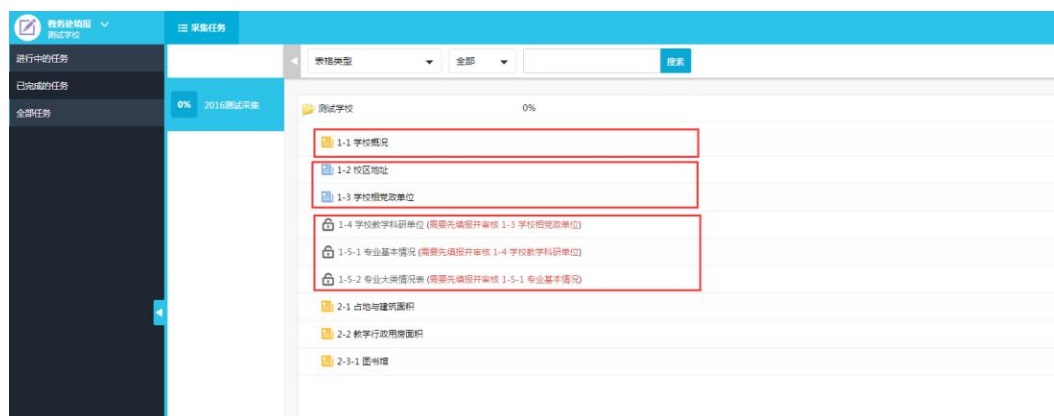 教务处填报
测试学校
采集任务
进行中的任务
已完成的任务
全部任务
0% 2016测试采集
表格类型 全部 搜索
测试学校 0%
1-1 学校概况
1-2 校区地址
1-3 学校相党政单位
1-4 学校教学科研单位 (需要先填报并审核 1-3 学校相党政单位)
1-5-1 专业基本情况 (需要先填报并审核 1-4 学校教学科研单位)
1-5-2 专业大类情况表 (需要先填报并审核 1-5-1 专业基本情况)
2-1 占地与建筑面积
2-2 教学行政用房面积
2-3-1 图书馆